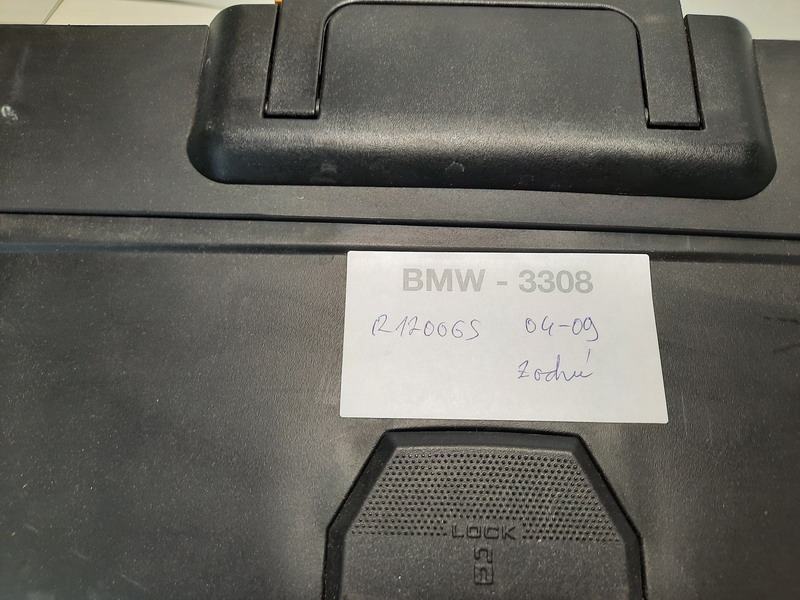 BMW - 3308
R1200GS 04-09
Zadní
LOCK